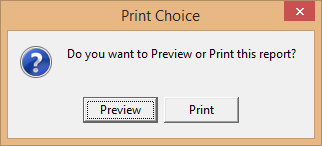 Print Choice
Do you want to Preview or Print this report?
Preview
Print